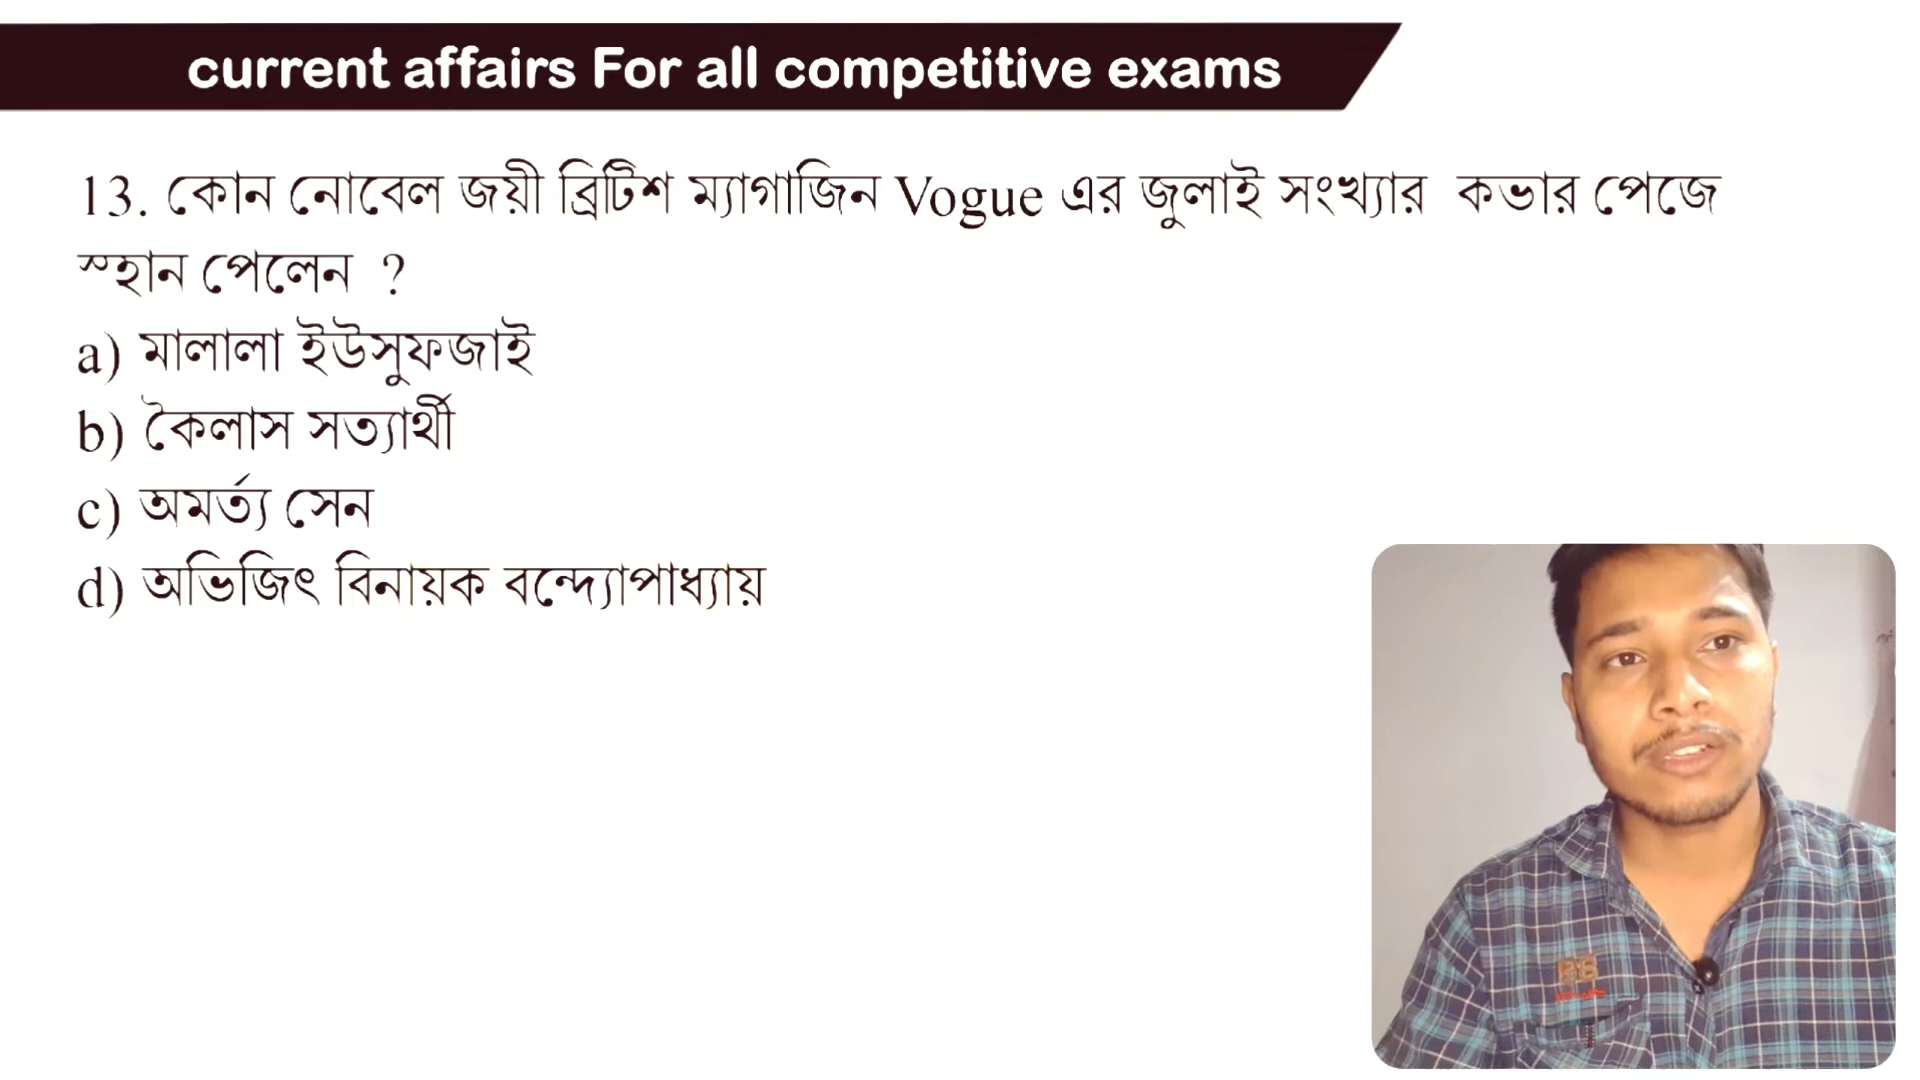 current affairs For all competitive exams
13. কোন নোবেল জয়ী ব্রিটিশ ম্যাগাজিন Vogue এর জুলাই সংখ্যার কভার পেজে
স্হান পেলেন ?
a) মালালা ইউসুফজাই
b) কৈলাস সত্যার্থী
c) অমর্ত্য সেন
d) অভিজিৎ বিনায়ক বন্দ্যোপাধ্যায়